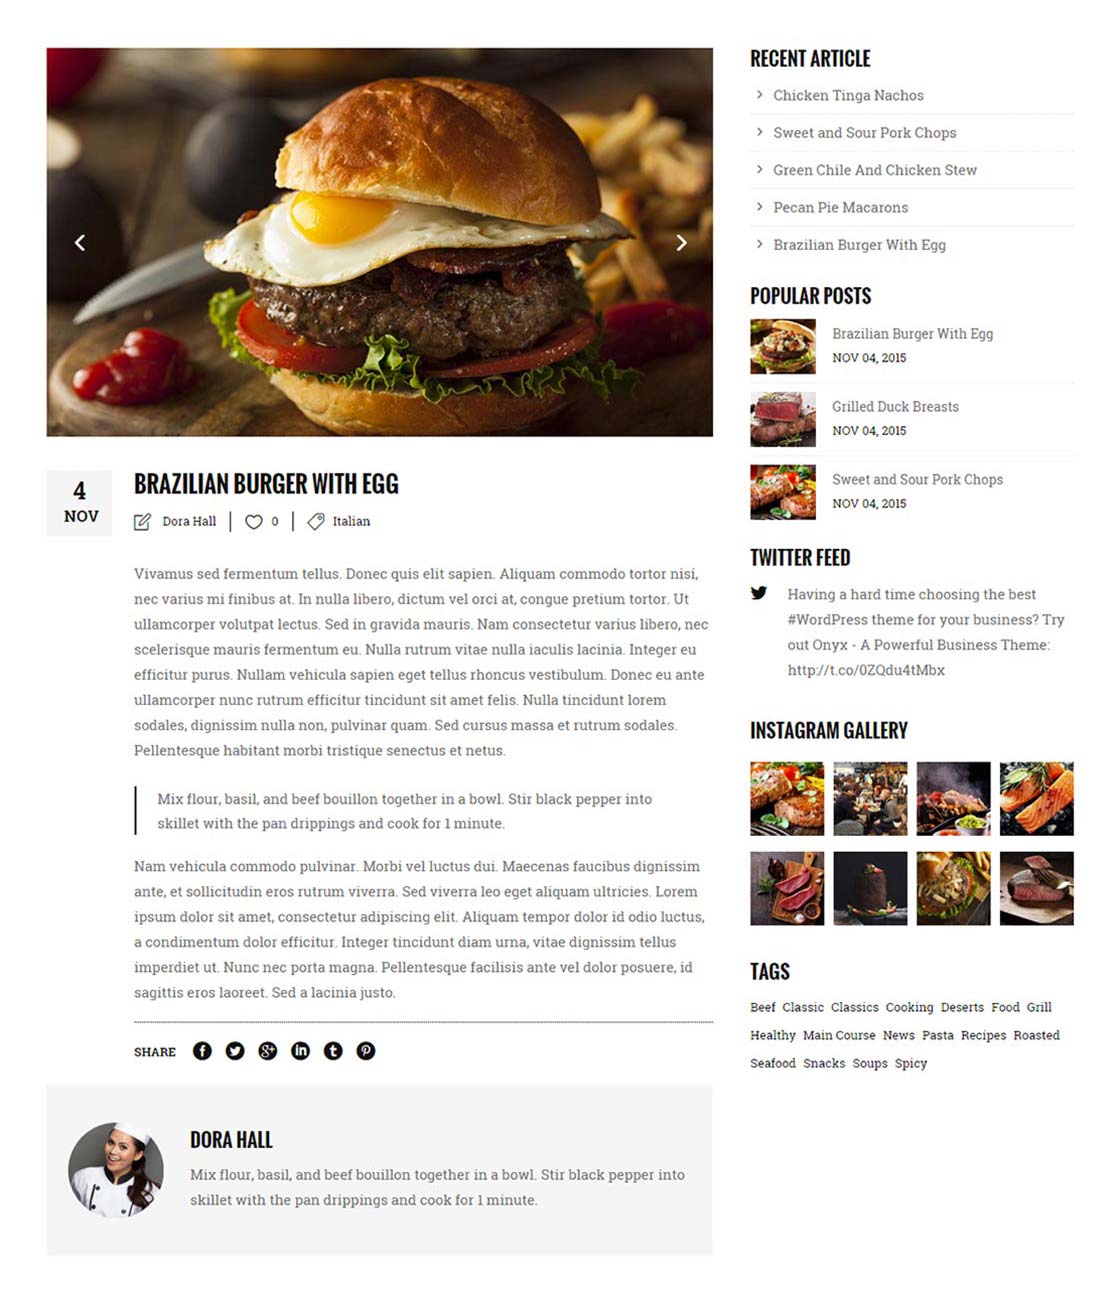 4
NOV
BRAZILIAN BURGER WITH EGG
Dora Hall
0
Italian
Vivamus sed fermentum tellus. Donec quis elit sapien. Aliquam commodo tortor nisi,
nec varius mi finibus at. In nulla libero, dictum vel orci at, congue pretium tortor. Ut
ullamcorper volutpat lectus. Sed in gravida mauris. Nam consectetur varius libero, nec
scelerisque mauris fermentum eu. Nulla rutrum vitae nulla iaculis lacinia. Integer eu
efficitur purus. Nullam vehicula sapien eget tellus rhoncus vestibulum. Donec eu ante
ullamcorper nunc rutrum efficitur tincidunt sit amet felis. Nulla tincidunt lorem
sodales, dignissim nulla non, pulvinar quam. Sed cursus massa et rutrum sodales.
Pellentesque habitant morbi tristique senectus et netus.
Mix flour, basil, and beef bouillon together in a bowl. Stir black pepper into
skillet with the pan drippings and cook for 1 minute.
Nam vehicula commodo pulvinar. Morbi vel luctus dui. Maecenas faucibus dignissim
ante, et sollicitudin eros rutrum viverra. Sed viverra leo eget aliquam ultricies. Lorem
ipsum dolor sit amet, consectetur adipiscing elit. Aliquam tempor dolor id odio luctus,
a condimentum dolor efficitur. Integer tincidunt diam urna, vitae dignissim tellus
imperdiet ut. Nunc nec porta magna. Pellentesque facilisis ante vel dolor posuere, id
sagittis eros laoreet. Sed a lacinia justo.
SHARE
DORA HALL
Mix flour, basil, and beef bouillon together in a bowl. Stir black pepper into
skillet with the pan drippings and cook for 1 minute.
RECENT ARTICLE
Chicken Tinga Nachos
Sweet and Sour Pork Chops
Green Chile And Chicken Stew
Pecan Pie Macarons
Brazilian Burger With Egg
POPULAR POSTS
Brazilian Burger With Egg
NOV 04, 2015
Grilled Duck Breasts
NOV 04, 2015
Sweet and Sour Pork Chops
NOV 04, 2015
TWITTER FEED
Having a hard time choosing the best
#WordPress theme for your business? Try
out Onyx - A Powerful Business Theme:
http://t.co/0ZQdu4tMbx
INSTAGRAM GALLERY
TAGS
Beef Classic Classics Cooking Deserts Food Grill
Healthy Main Course News Pasta Recipes Roasted
Seafood Snacks Soups Spicy